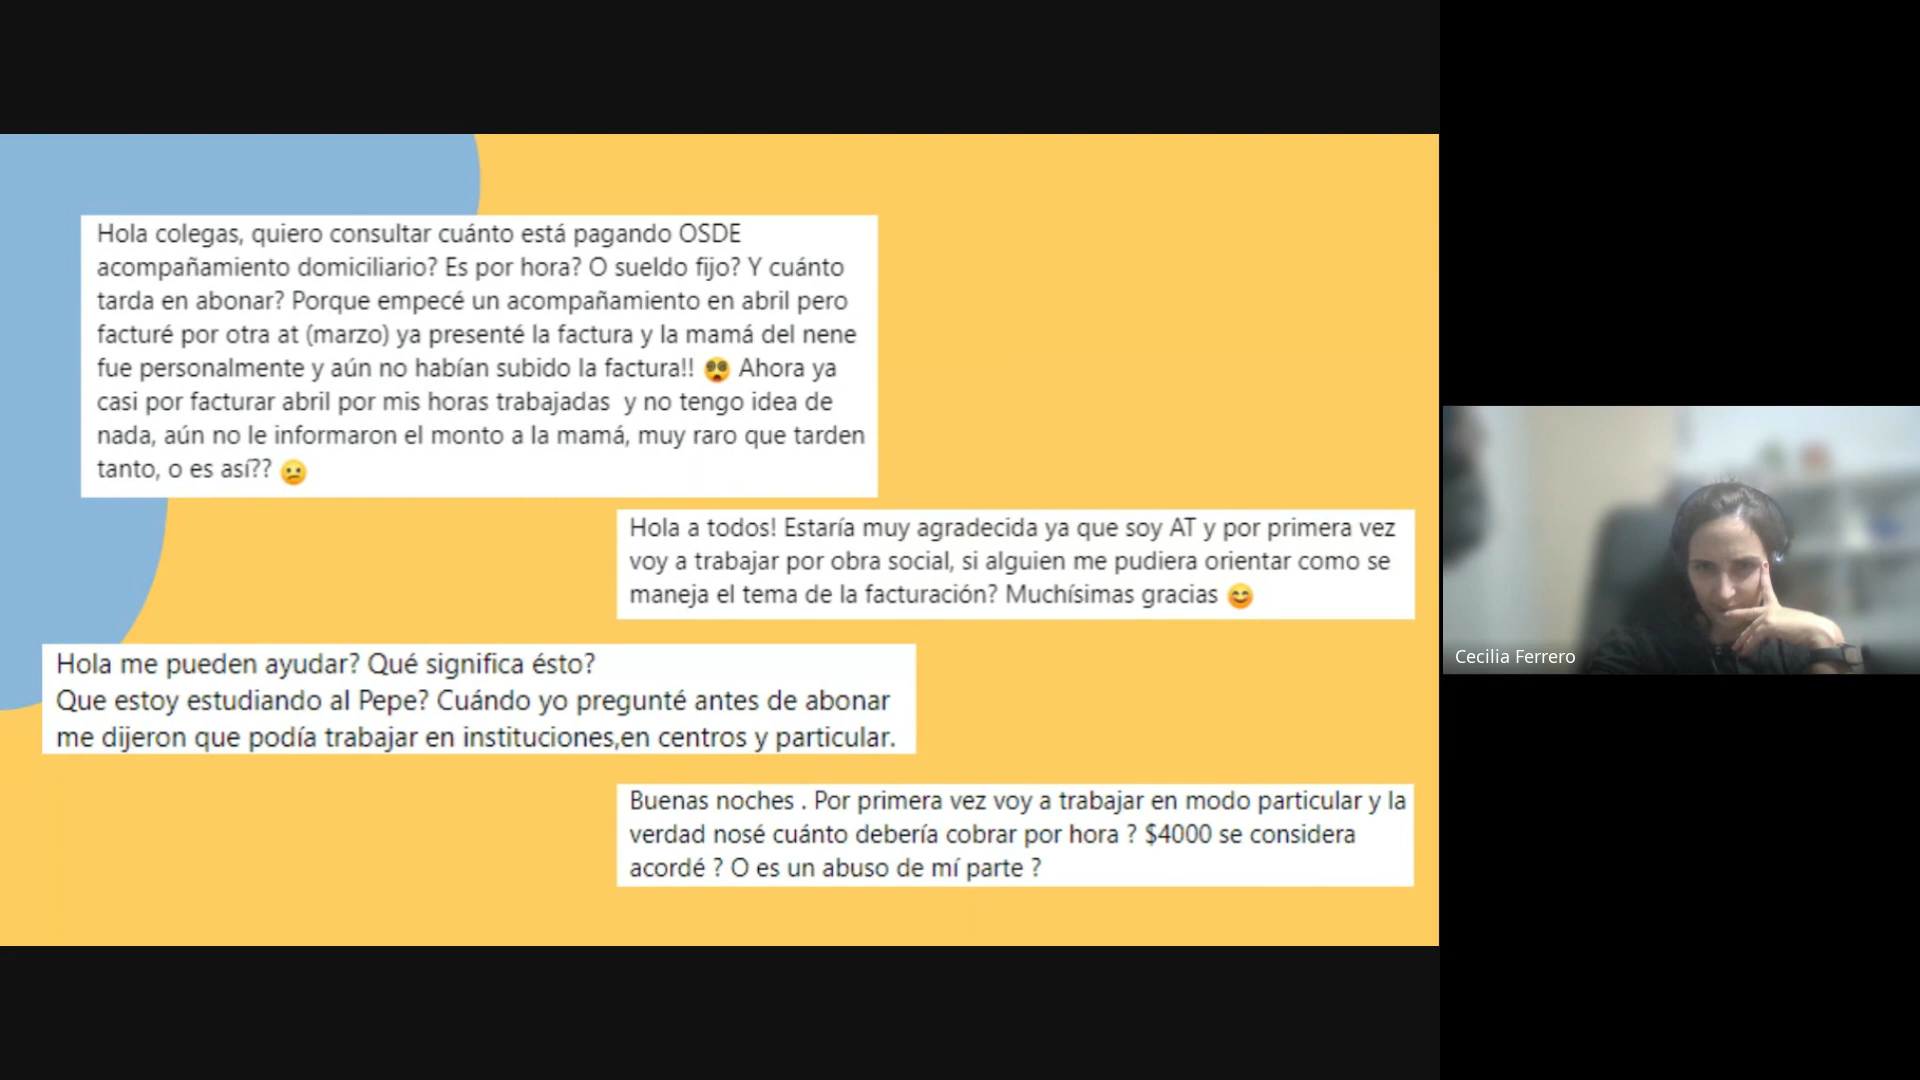 Hola colegas, quiero consultar cuánto está pagando OSDE
acompañamiento domiciliario? Es por hora? O sueldo fijo? Y cuánto
tarda en abonar? Porque empecé un acompañamiento en abril pero
facturé por otra at (marzo) ya presenté la factura y la mamá del nene
fue personalmente y aún no habían subido la factura!! 😵‍💫 Ahora ya
casi por facturar abril por mis horas trabajadas  y no tengo idea de
nada, aún no le informaron el monto a la mamá, muy raro que tarden
tanto, o es así?? 😕
Hola a todos! Estaría muy agradecida ya que soy AT y por primera vez
voy a trabajar por obra social, si alguien me pudiera orientar como se
maneja el tema de la facturación? Muchísimas gracias 😊
Hola me pueden ayudar? Qué significa ésto?
Que estoy estudiando al Pepe? Cuándo yo pregunté antes de abonar
me dijeron que podía trabajar en instituciones,en centros y particular.
Buenas noches . Por primera vez voy a trabajar en modo particular y la
verdad nosé cuánto debería cobrar por hora ? $4000 se considera
acordé ? O es un abuso de mí parte ?
Cecilia Ferrero